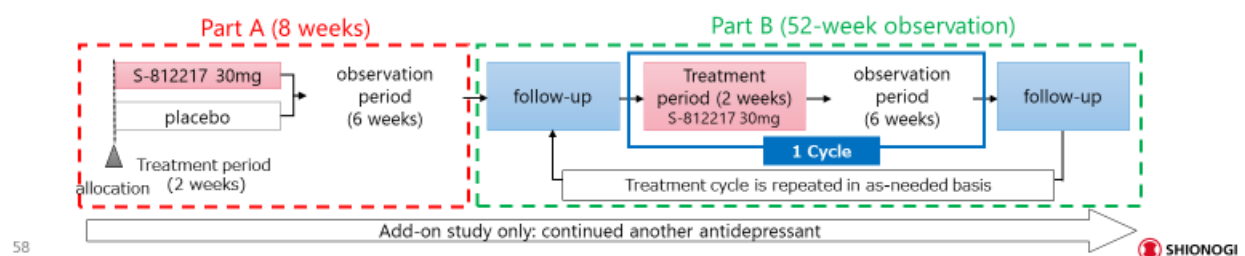 Part A (8 weeks)
Part B (52-week observation)
S-812217 30mg
placebo
observation
period
(6 weeks)
Treatment period
(2 weeks)
allocation
follow-up
Treatment
period (2 weeks)
S-812217 30mg
observation
period
(6 weeks)
1 Cycle
follow-up
Treatment cycle is repeated in as-needed basis
Add-on study only: continued another antidepressant
58
SHIONOGI